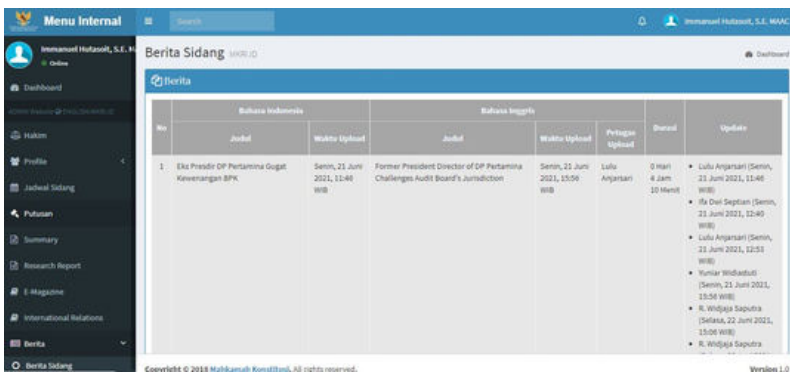 Menu Internal
Search
Immanuel Hutasoit, S.E. MAAC
Immanuel Hutasoit, S.E. M
Online
Berita Sidang MKRI.ID
Dashboard
Dashboard
Berita
Hakim
Profile
Jadwal Sidang
Putusan
Summary
Research Report
E-Magazine
International Relations
Berita
Berita Sidang
No
Bahasa Indonesia
Bahasa Inggris
Durasi
Update
Judul
Waktu Upload
Judul
Waktu Upload
Petugas Upload
1
Eks Presdir DP Pertamina Gugat
Kewenangan BPK
Senin, 21 Juni
2021, 11:46
WIB
Former President Director of DP Pertamina
Challenges Audit Board's Jurisdiction
Senin, 21 Juni
2021, 15:56
WIB
Lulu
Anjarsari
0 Hari
4 Jam
10 Menit
Lulu Anjarsari (Senin,
21 Juni 2021, 11:46
WIB)
Ifa Dwi Septian (Senin,
21 Juni 2021, 12:40
WIB)
Lulu Anjarsari (Senin,
21 Juni 2021, 12:53
WIB)
Yuniar Widiastuti
(Senin, 21 Juni 2021,
15:56 WIB)
R. Widjaja Saputra
(Selasa, 22 Juni 2021,
15:06 WIB)
R. Widjaja Saputra
Copyright © 2018 Mahkamah Konstitusi. All rights reserved.
Version 1.0